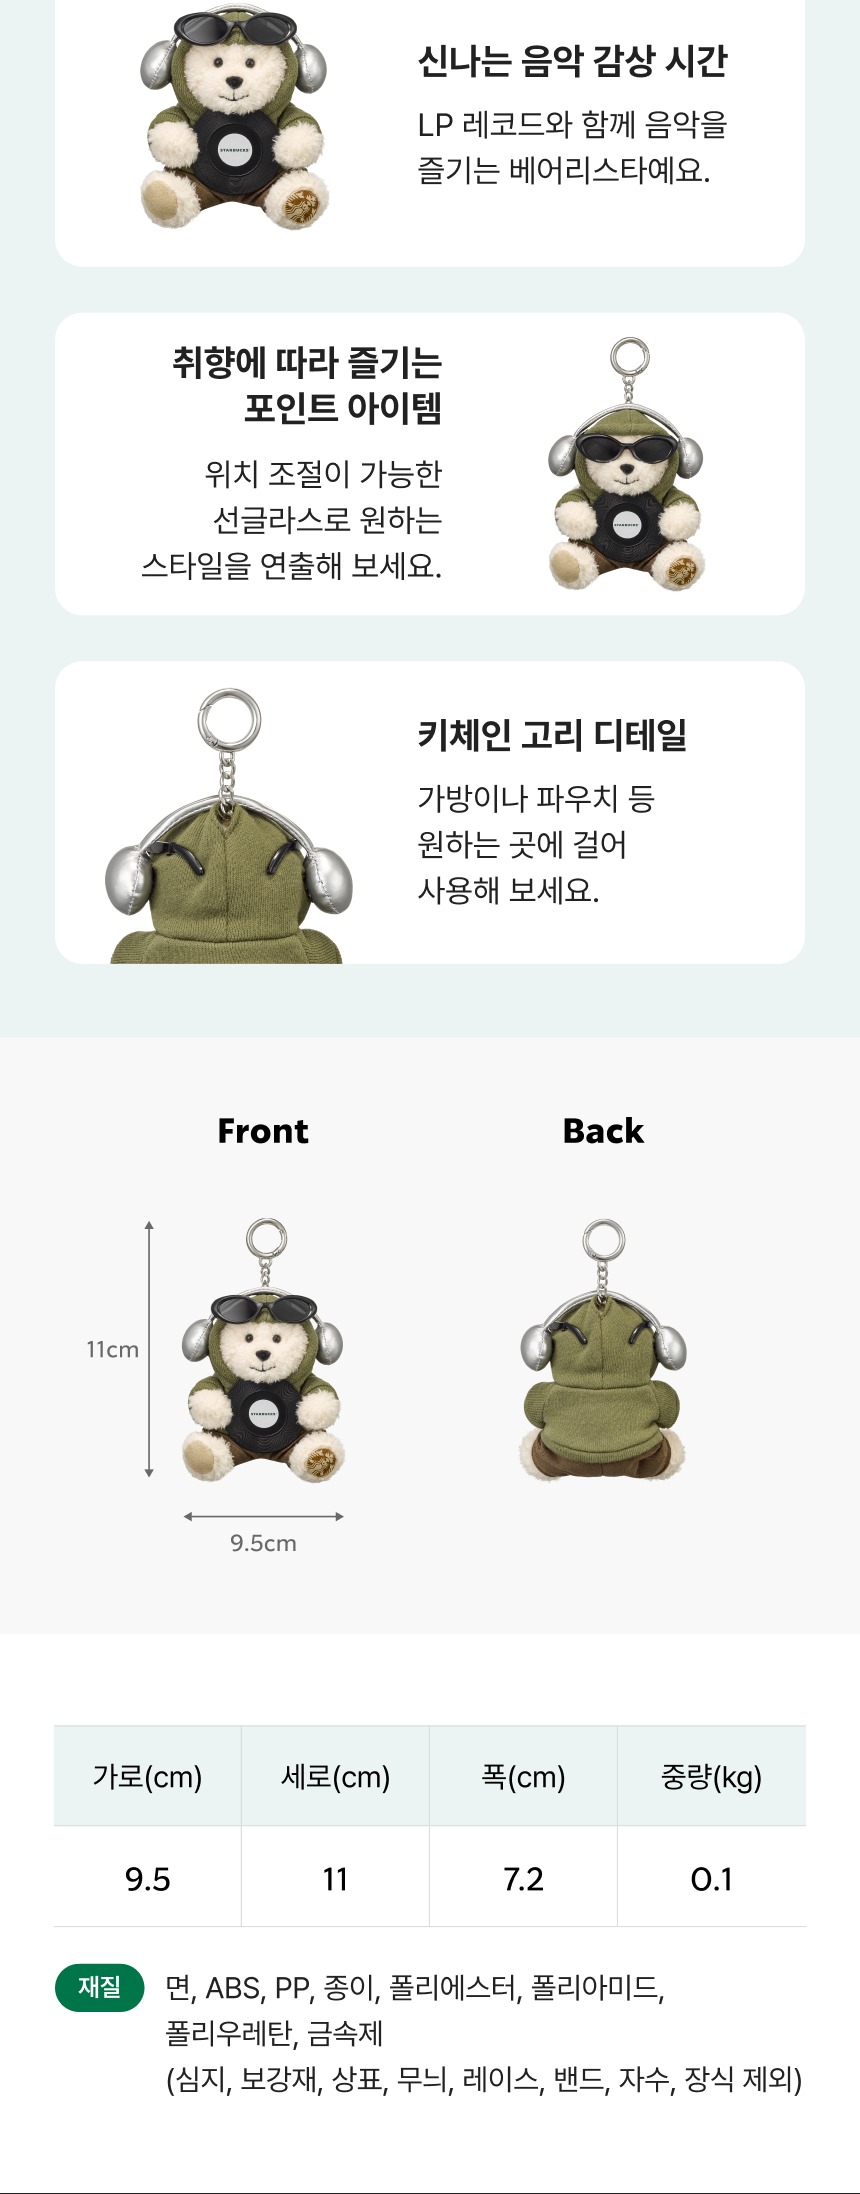 신나는 음악 감상 시간
LP 레코드와 함께 음악을
즐기는 베어리스타예요.
STARBUCKS
취향에 따라 즐기는
포인트 아이템
위치 조절이 가능한
선글라스로 원하는
스타일을 연출해 보세요.
STARBUCKS
키체인 고리 디테일
가방이나 파우치 등
원하는 곳에 걸어
사용해 보세요.
Front
Back
11cm
STARBUCKS
9.5cm
가로(cm) 세로(cm) 폭(cm) 중량(kg)
9.5 11 7.2 0.1
재질 면, ABS, PP, 종이, 폴리에스터, 폴리아미드,
폴리우레탄, 금속제
(심지, 보강재, 상표, 무늬, 레이스, 밴드, 자수, 장식 제외)